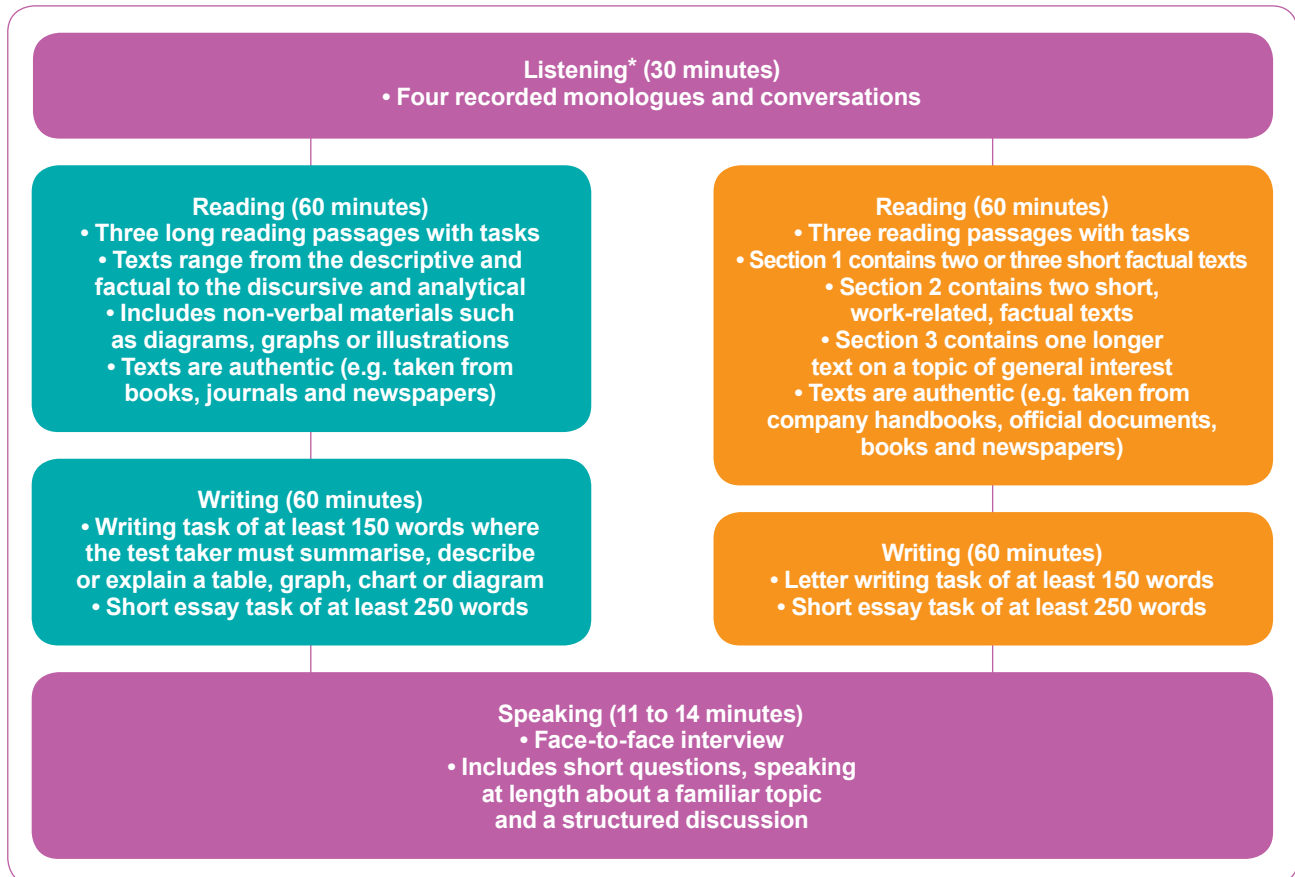 Listening* (30 minutes)
• Four recorded monologues and conversations
Reading (60 minutes)
• Three long reading passages with tasks
• Texts range from the descriptive and
factual to the discursive and analytical
• Includes non-verbal materials such
as diagrams, graphs or illustrations
• Texts are authentic (e.g. taken from
books, journals and newspapers)
Writing (60 minutes)
• Writing task of at least 150 words where
the test taker must summarise, describe
or explain a table, graph, chart or diagram
• Short essay task of at least 250 words
Reading (60 minutes)
• Three reading passages with tasks
• Section 1 contains two or three short factual texts
• Section 2 contains two short,
work-related, factual texts
• Section 3 contains one longer
text on a topic of general interest
• Texts are authentic (e.g. taken from
company handbooks, official documents,
books and newspapers)
Writing (60 minutes)
• Letter writing task of at least 150 words
• Short essay task of at least 250 words
Speaking (11 to 14 minutes)
• Face-to-face interview
• Includes short questions, speaking
at length about a familiar topic
and a structured discussion